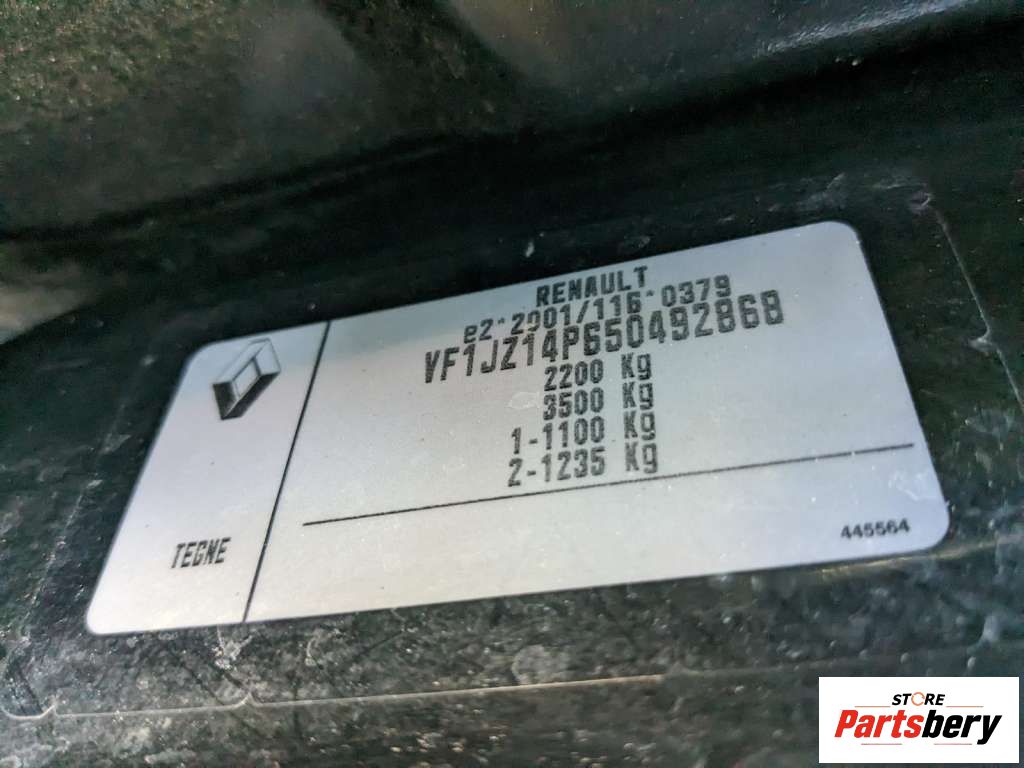 RENAULT
e2*2001/116*0379
VF1JZ14P650492868
2200 Kg
3500 Kg
1-1100 Kg
2-1235 Kg
TEGNE
445564
STORE
Partsbery